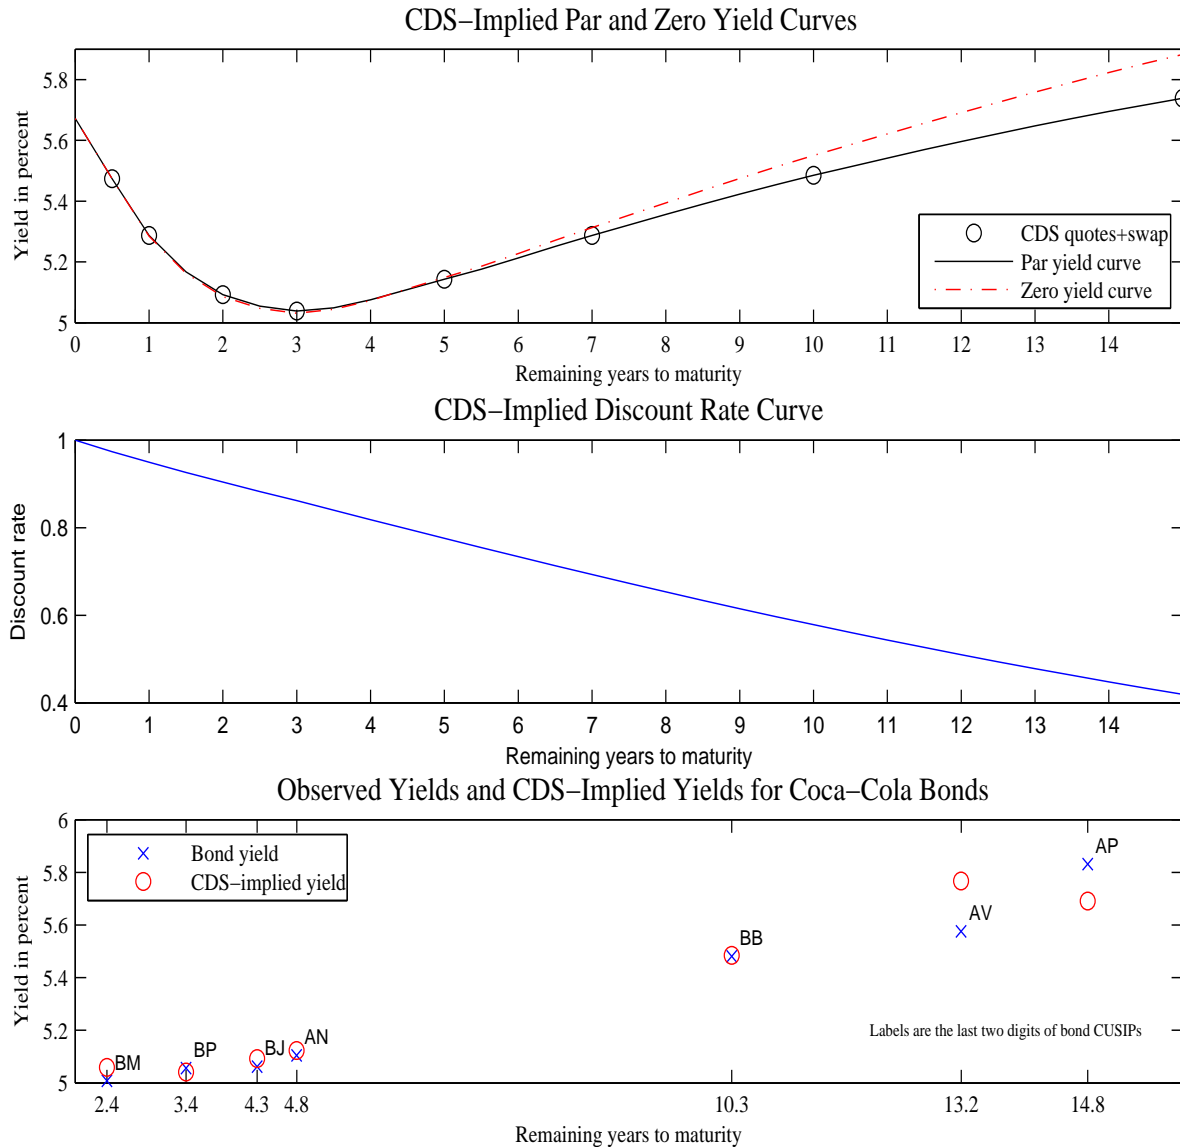 CDS−Implied Par and Zero Yield Curves
Yield in percent
5.8
5.6
5.4
5.2
5
CDS quotes+swap
Par yield curve
Zero yield curve
0 1 2 3 4 5 6 7 8 9 10 11 12 13 14
Remaining years to maturity
CDS−Implied Discount Rate Curve
Discount rate
1
0.8
0.6
0.4
0 1 2 3 4 5 6 7 8 9 10 11 12 13 14
Remaining years to maturity
Observed Yields and CDS−Implied Yields for Coca−Cola Bonds
Yield in percent
6
5.8
5.6
5.4
5.2
5
Bond yield
CDS−implied yield
AP
AV
BB
Labels are the last two digits of bond CUSIPs
BM BP BJ AN
2.4 3.4 4.3 4.8 10.3 13.2 14.8
Remaining years to maturity